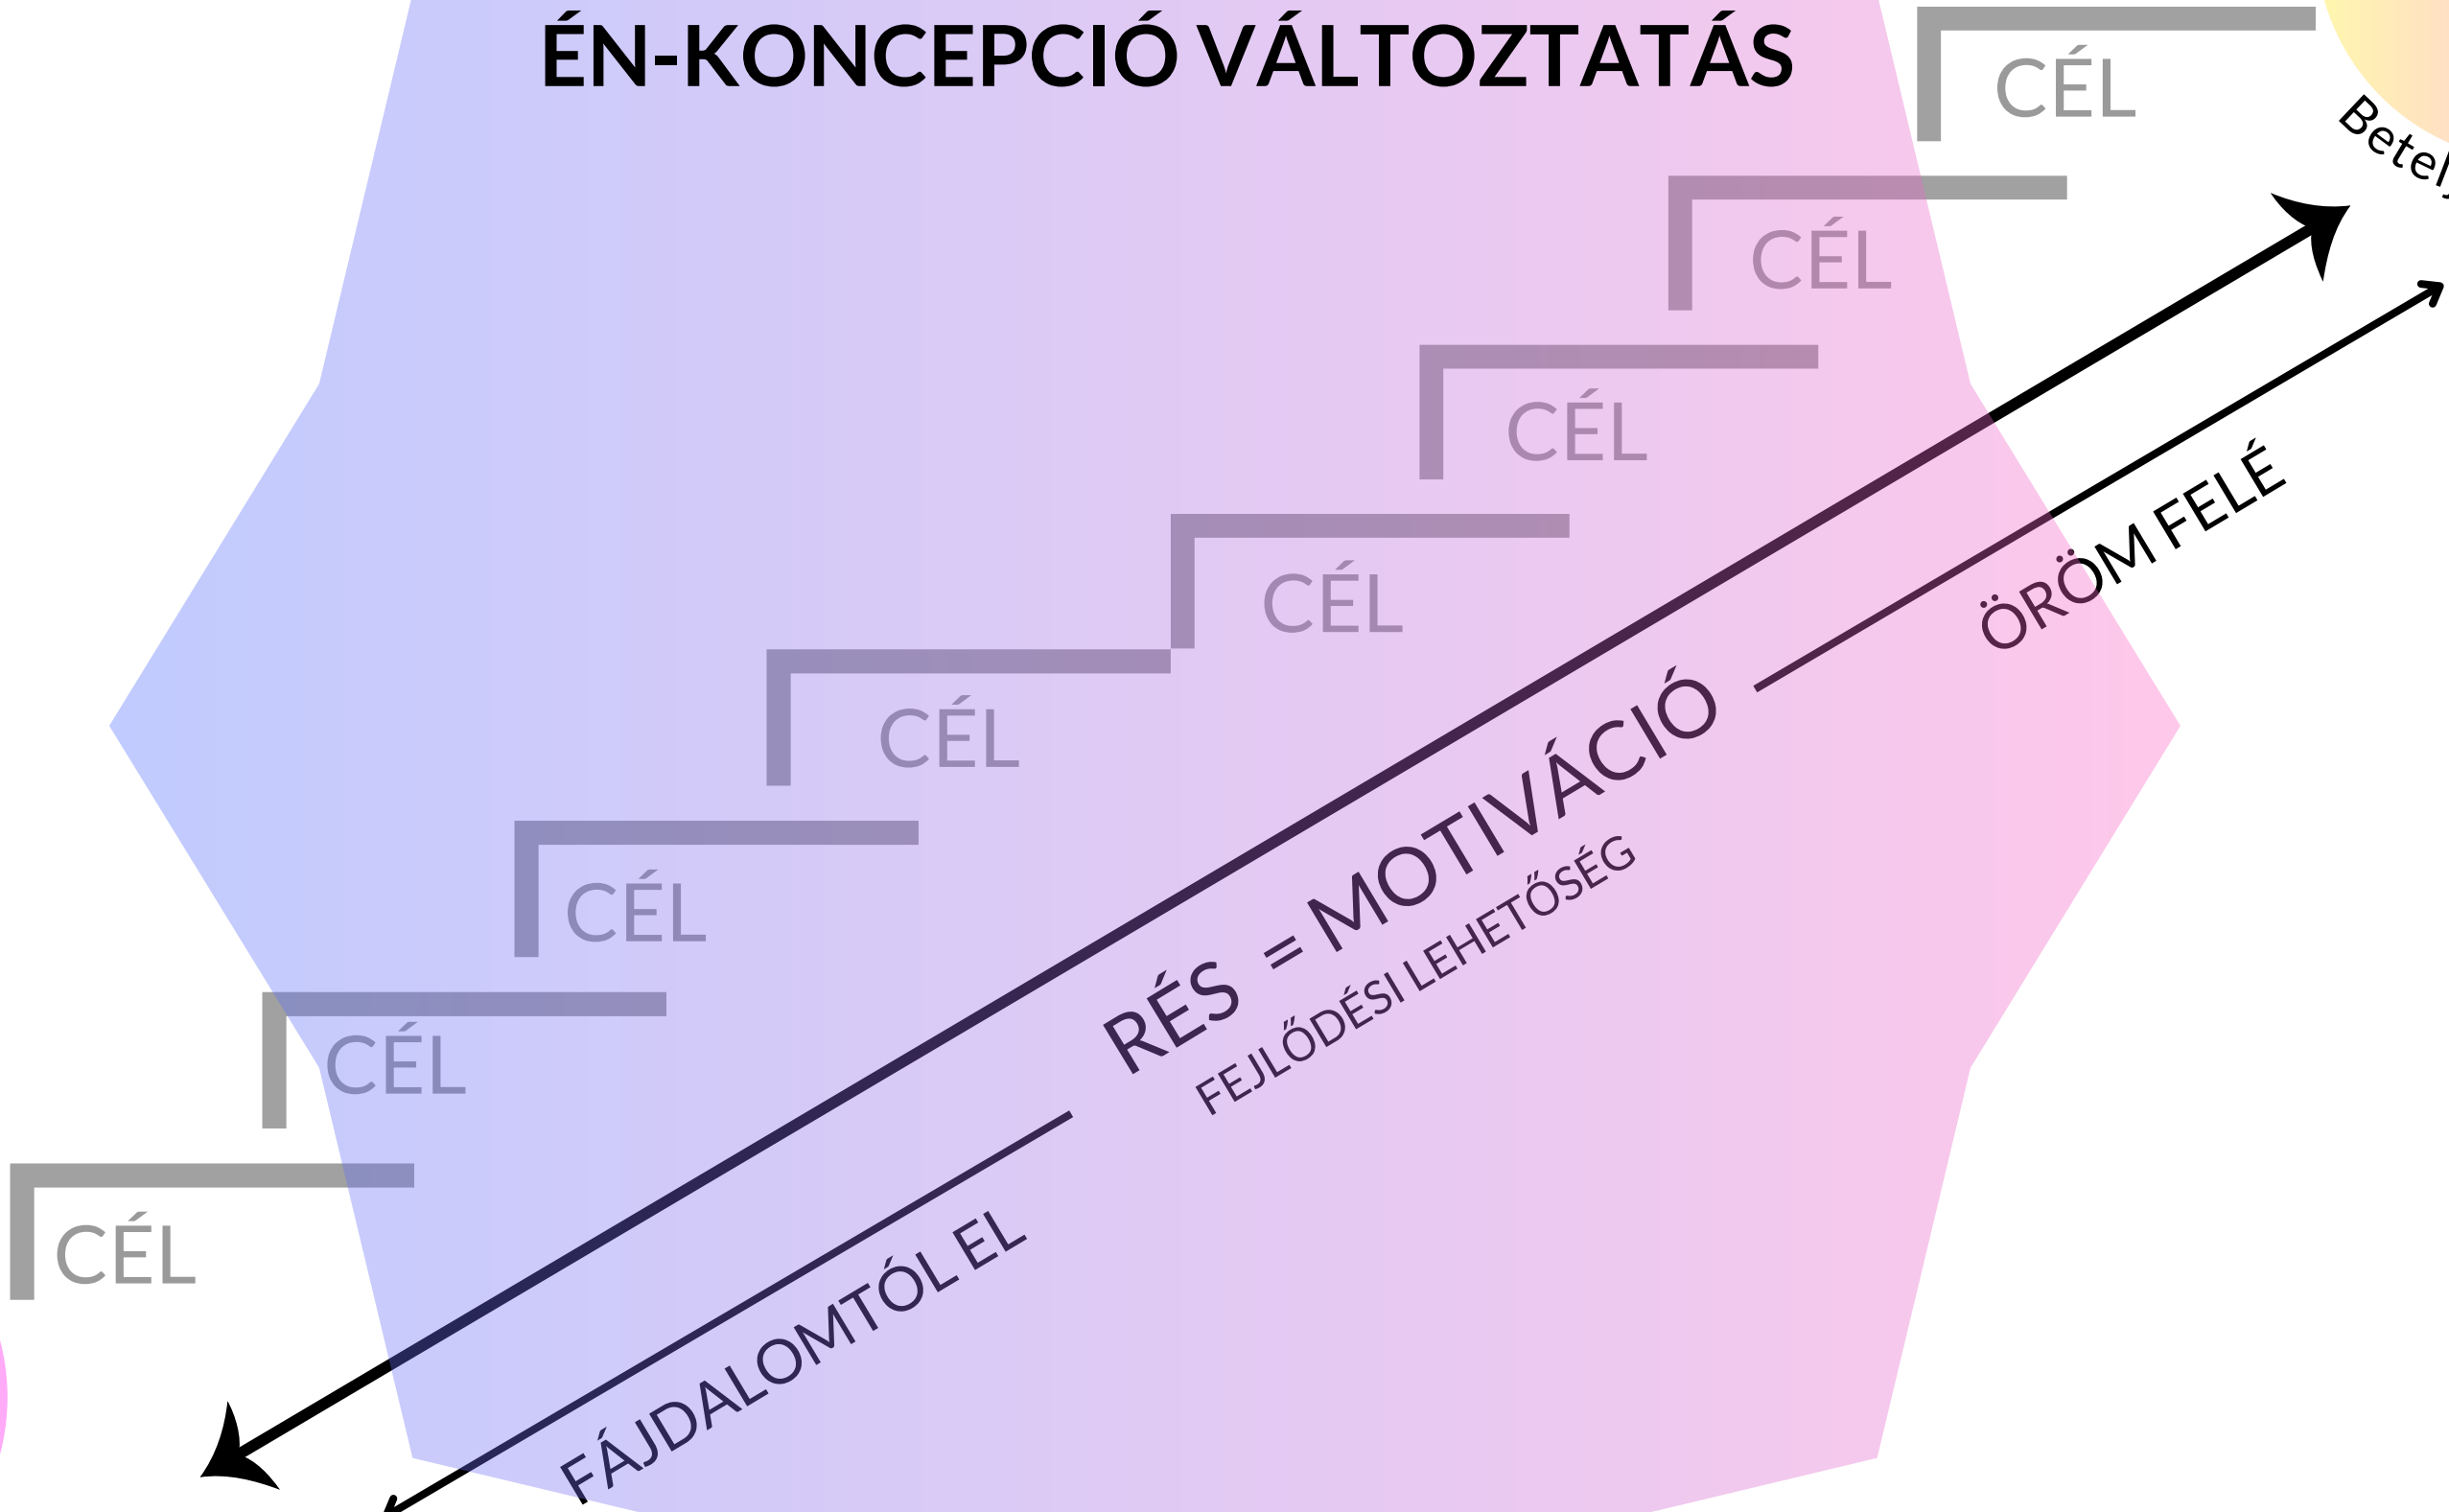 ÉN-KONCEPCIÓ VÁLTOZTATÁS
CÉL
CÉL
CÉL
CÉL
CÉL
CÉL
CÉL
CÉL
ÖRÖM FELÉ
RÉS = MOTIVÁCIÓ
FEJLŐDÉSI LEHETŐSÉG
FÁJDALOMTÓL EL